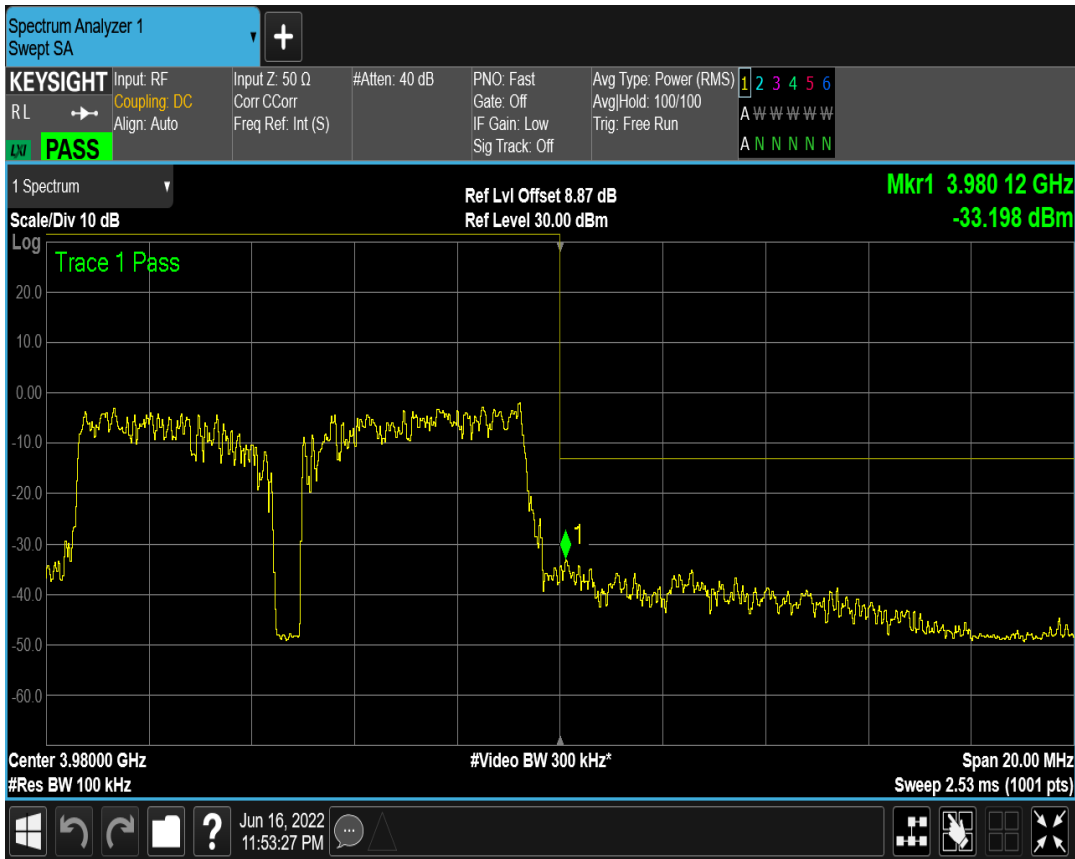 Spectrum Analyzer 1
Swept SA
+
KEYSIGHT
R L
LXI PASS
Input: RF
Coupling: DC
Align: Auto
Input Z: 50 Ω
Corr CCorr
Freq Ref: Int (S)
#Atten: 40 dB
PNO: Fast
Gate: Off
IF Gain: Low
Sig Track: Off
Avg Type: Power (RMS)
Avg|Hold: 100/100
Trig: Free Run
1 2 3 4 5 6
A W W W W W
A N N N N N
1 Spectrum
Scale/Div 10 dB
Ref Lvl Offset 8.87 dB
Ref Level 30.00 dBm
Mkr1 3.980 12 GHz
-33.198 dBm
Log
Trace 1 Pass
20.0
10.0
0.00
-10.0
-20.0
-30.0
-40.0
-50.0
-60.0
1
Center 3.98000 GHz
#Res BW 100 kHz
#Video BW 300 kHz*
Span 20.00 MHz
Sweep 2.53 ms (1001 pts)
?
Jun 16, 2022
11:53:27 PM